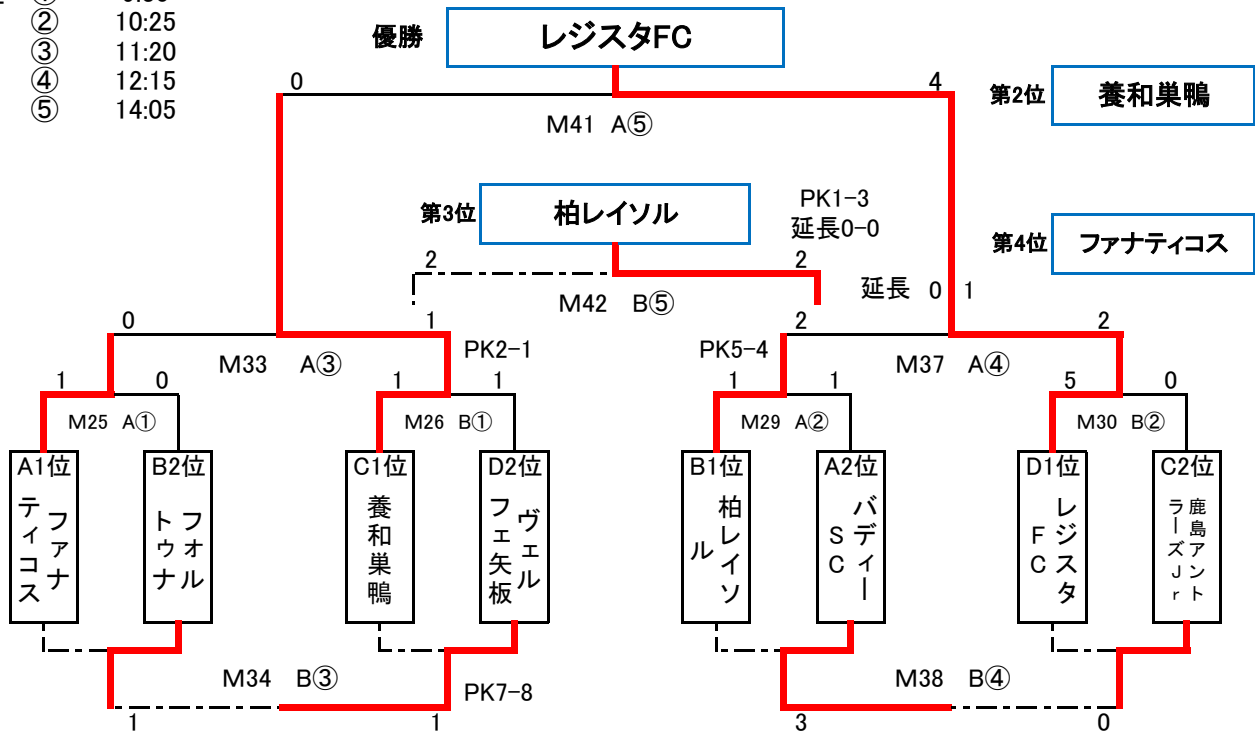 ② 10:25
③ 11:20
④ 12:15
⑤ 14:05
優勝 レジスタFC
0 4
第2位 養和巣鴨
M41 A⑤
第3位 柏レイソル
PK1-3
延長0-0
第4位 ファナティコス
2 2
M42 B⑤
延長 0 1
0 1 2 2
M33 A③ PK2-1 PK5-4 M37 A④
1 0 1 1 1 1 5 0
M25 A① M26 B① M29 A② M30 B②
A1位 B2位 C1位 D2位 B1位 A2位 D1位 C2位
ファナティコス
フォルトゥナ
養和巣鴨
ヴェルフェ矢板
柏レイソル
バディーSC
レジスタFC
鹿島アントラーズJr
M34 B③ PK7-8 M38 B④
1 1 3 0